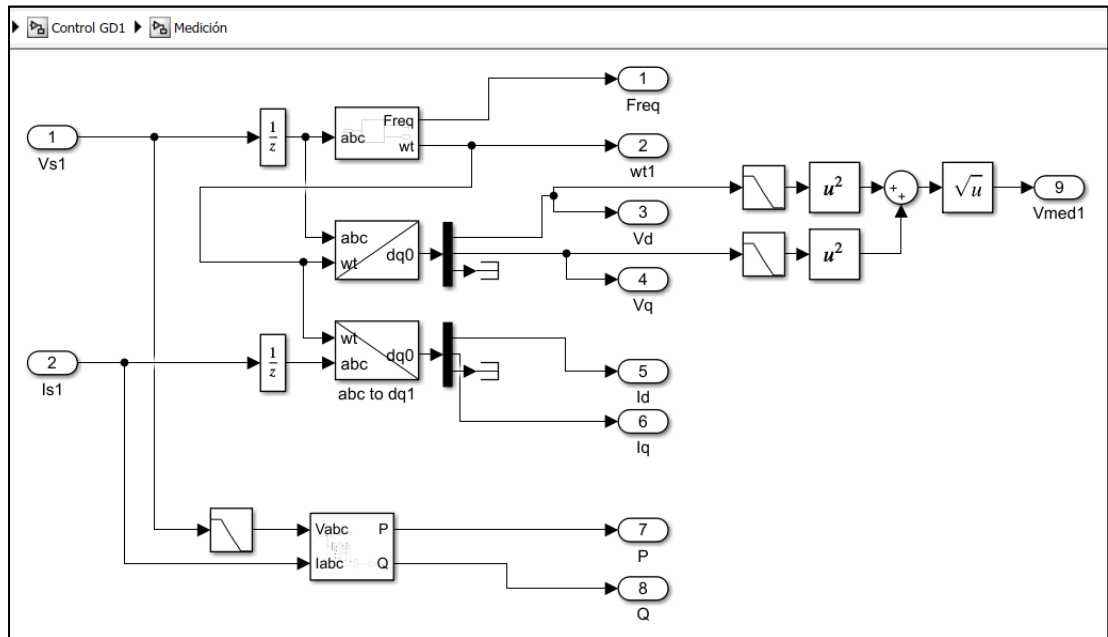 Control GD1 Medición
1
Vs1
1
z
abc
Freq
wt
1
Freq
2
wt1
abc
wt
dq0
3
Vd
4
Vq
u²
u²
+
+
√u
9
Vmed1
2
Is1
1
z
wt
abc
dq0
abc to dq1
5
Id
6
Iq
Vabc
Iabc
P
Q
7
P
8
Q